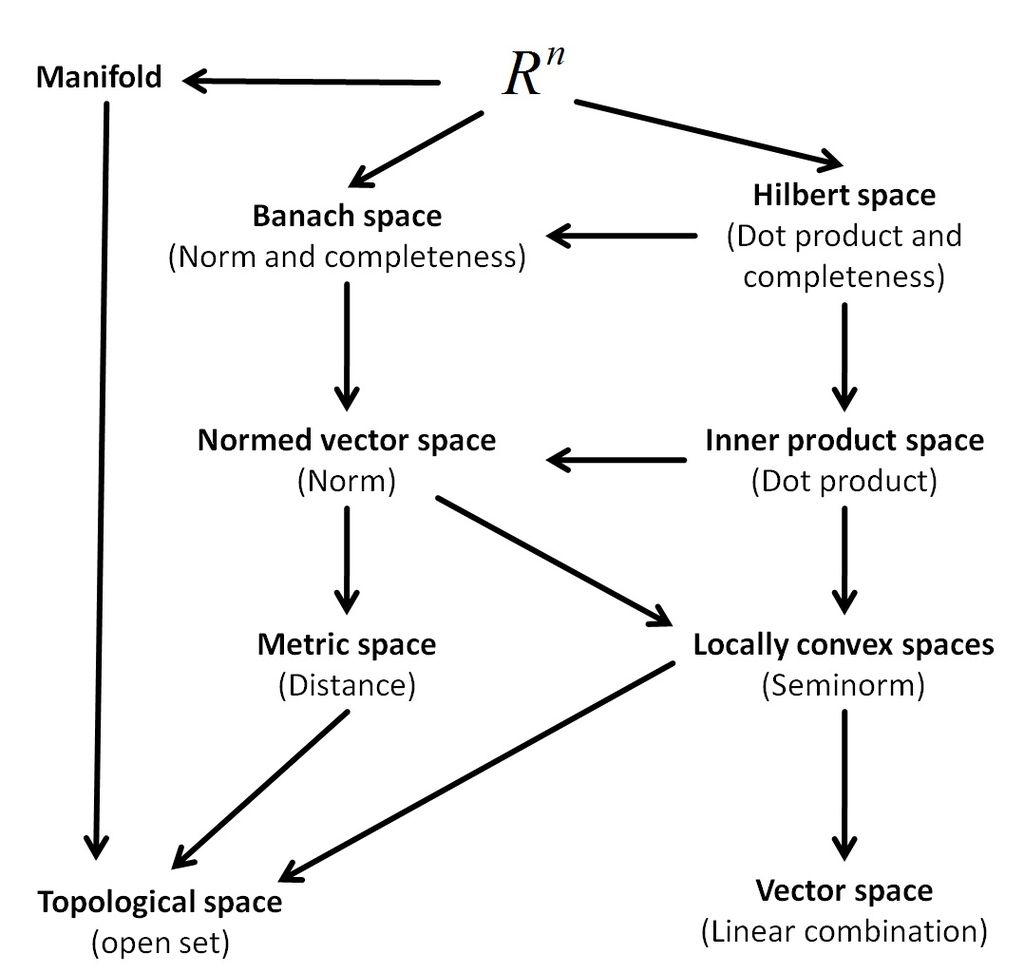 Manifold
Rⁿ
Banach space
(Norm and completeness)
Hilbert space
(Dot product and
completeness)
Normed vector space
(Norm)
Inner product space
(Dot product)
Metric space
(Distance)
Locally convex spaces
(Seminorm)
Topological space
(open set)
Vector space
(Linear combination)